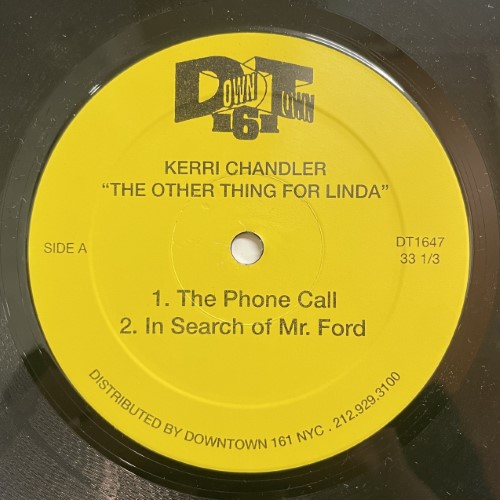 DOWN TOWN
161
KERRI CHANDLER
"THE OTHER THING FOR LINDA"
SIDE A
DT1647
33 1/3
1. The Phone Call
2. In Search of Mr. Ford
DISTRIBUTED BY DOWNTOWN 161 NYC . 212.929.3100